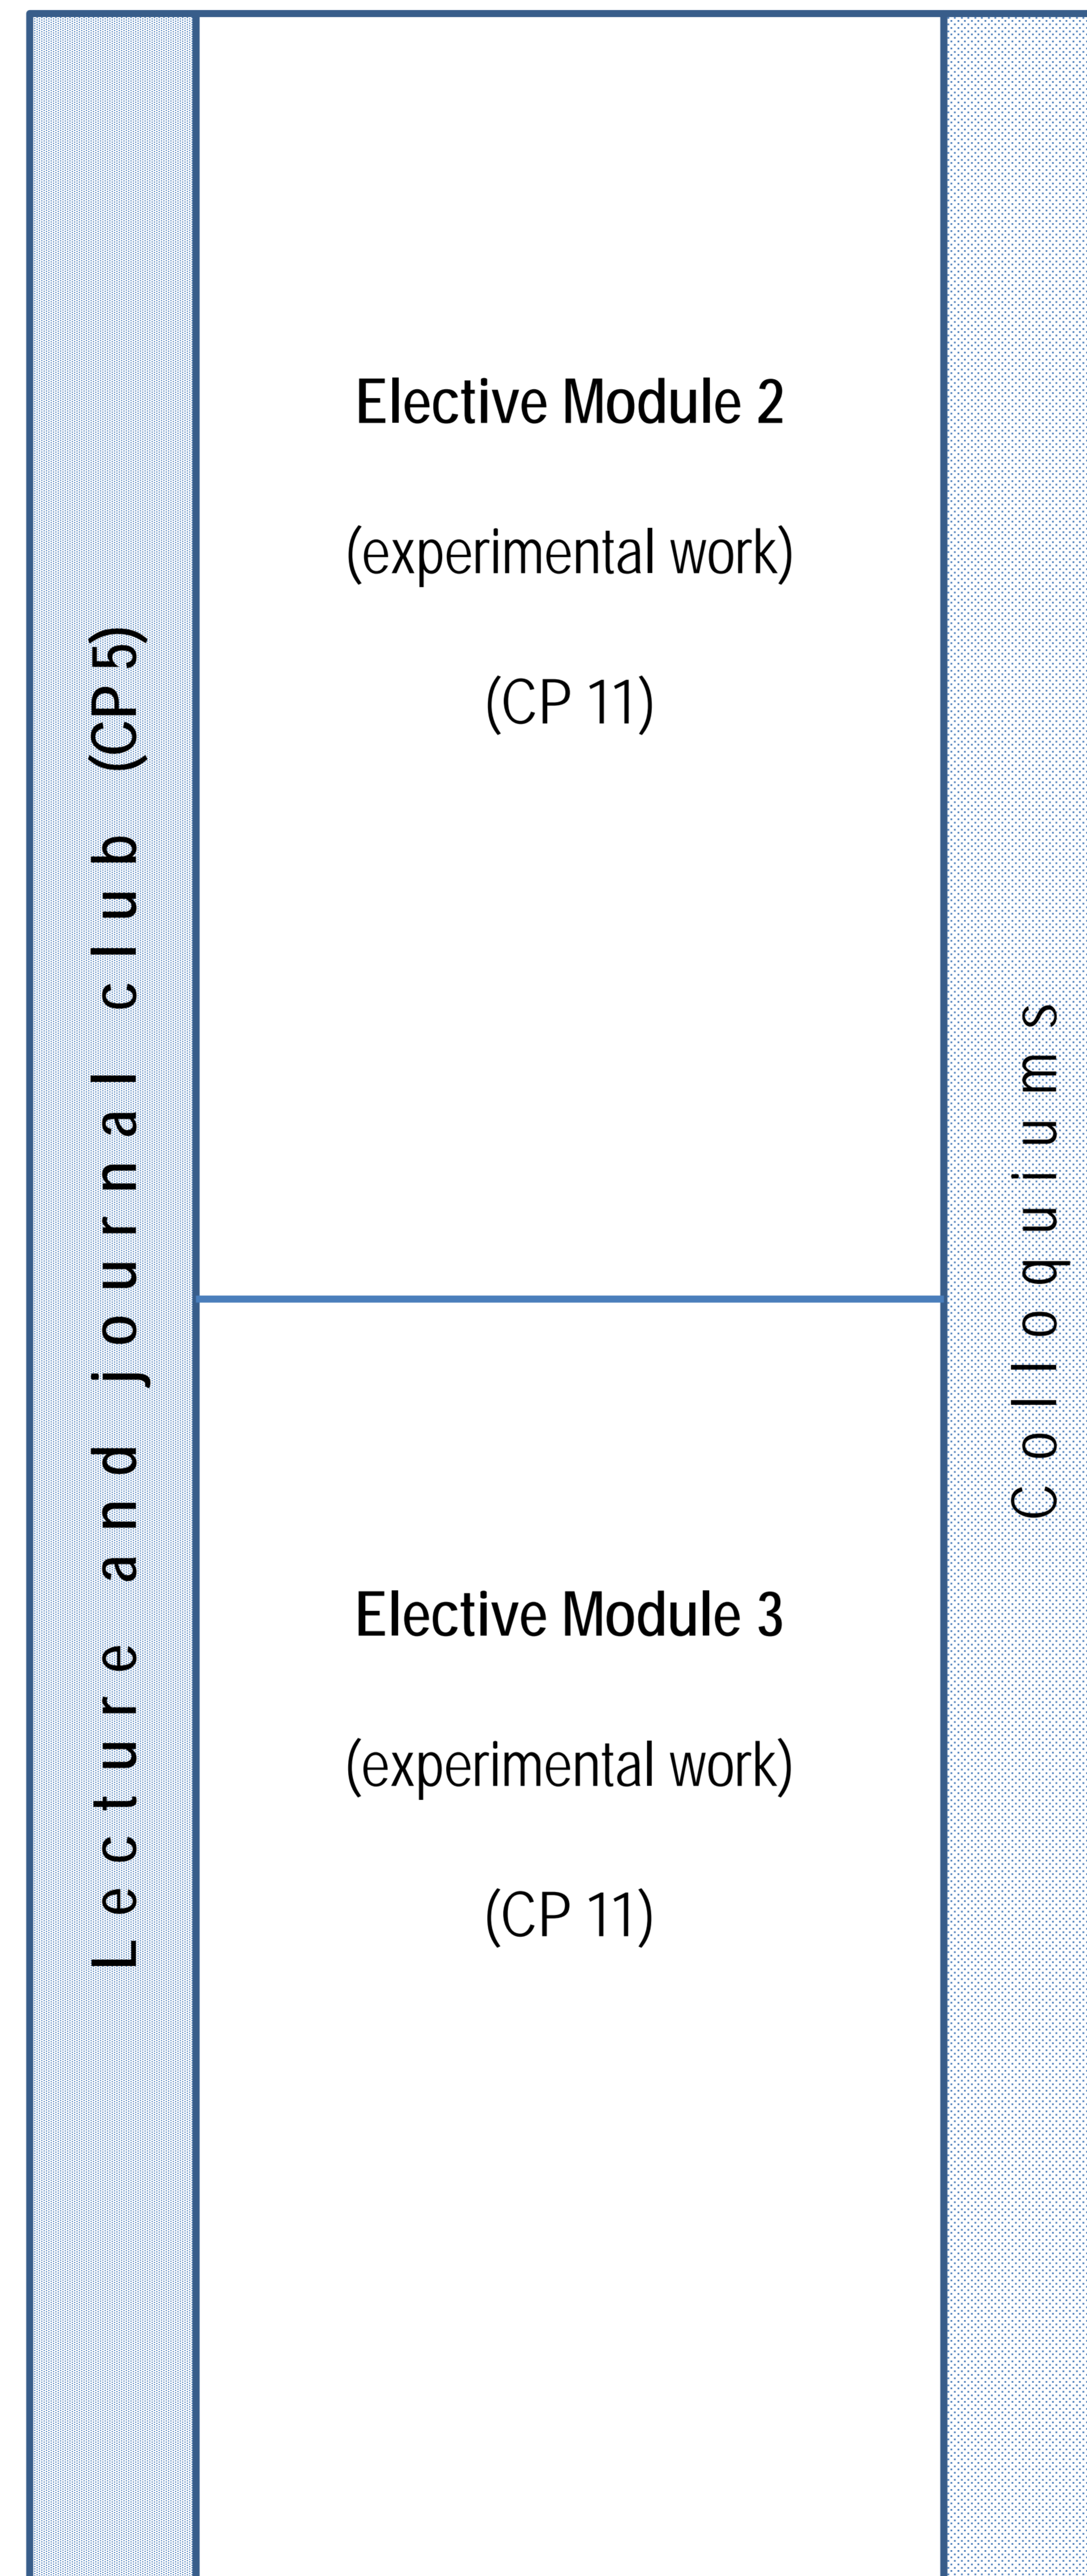 Lecture and journal club (CP 5)
Elective Module 2
(experimental work)
(CP 11)
Elective Module 3
(experimental work)
(CP 11)
Colloquiums